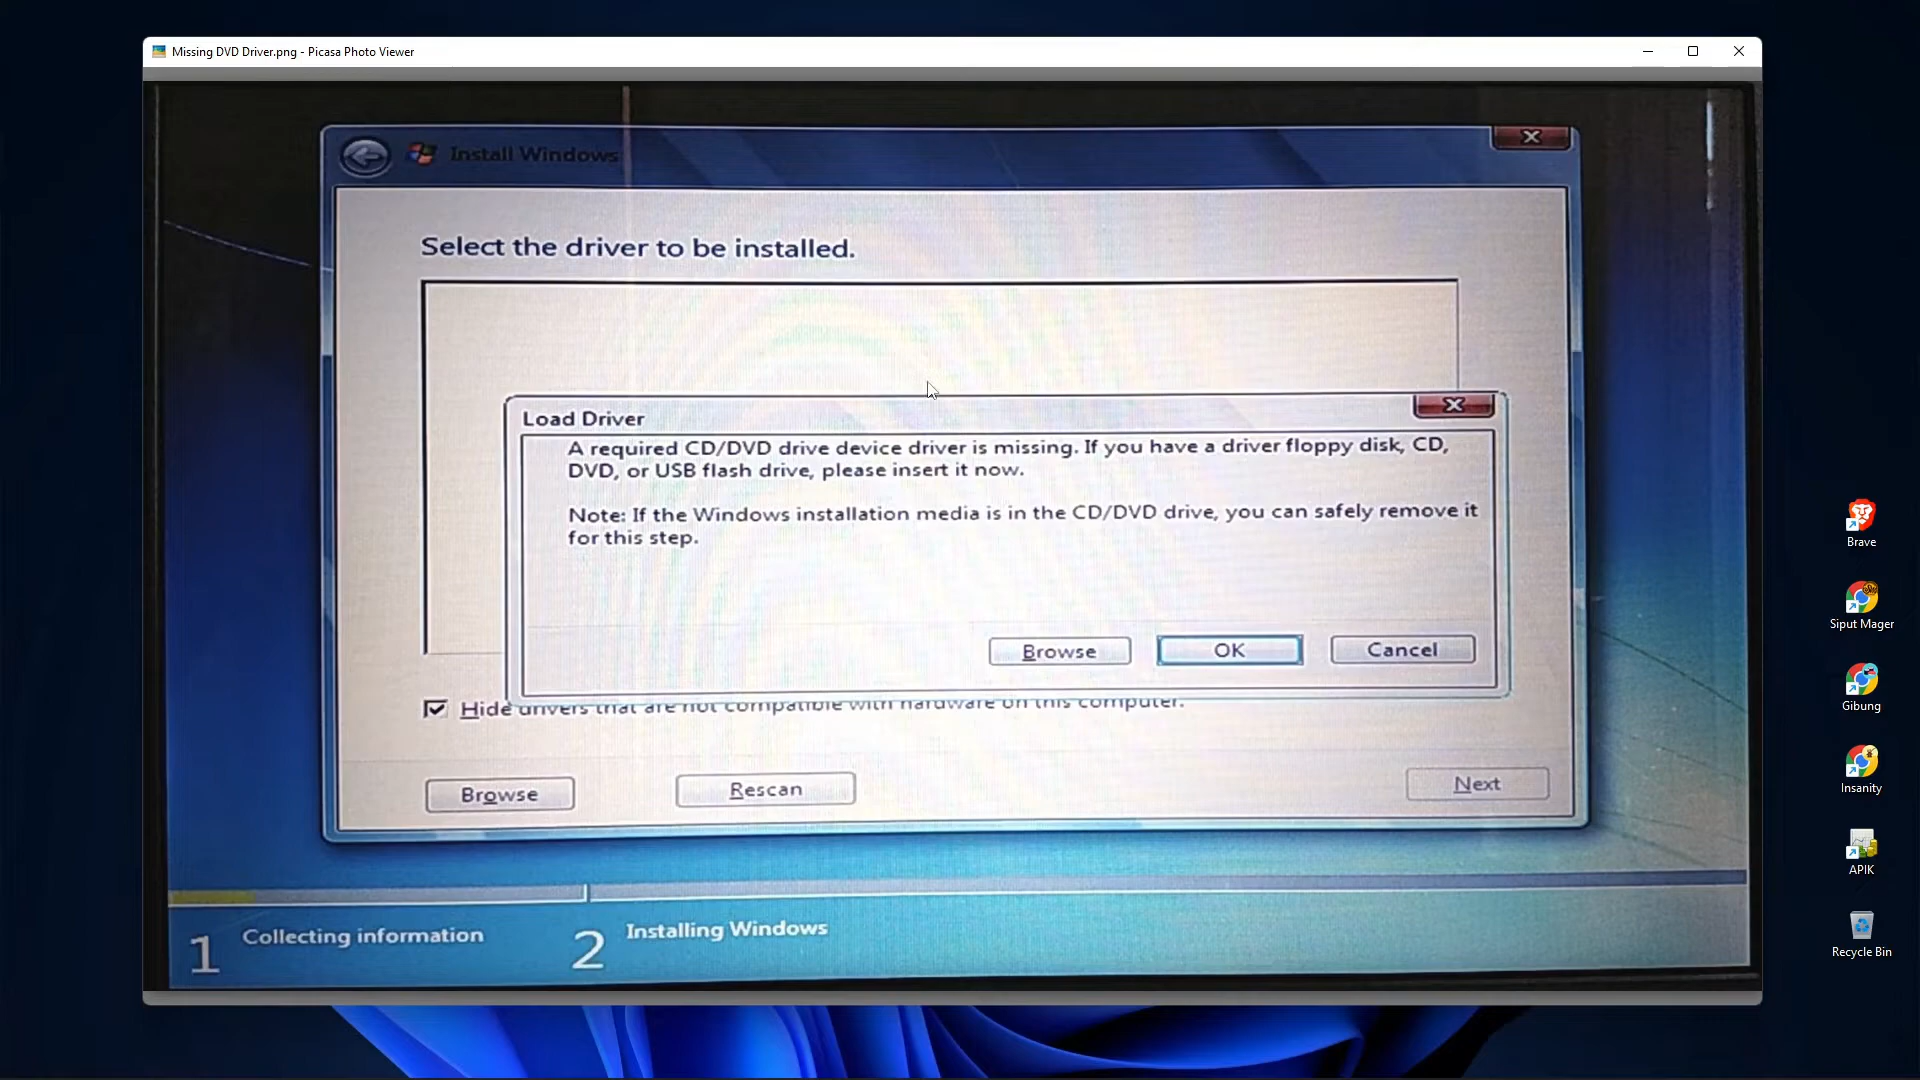 Missing DVD Driver.png - Picasa Photo Viewer
Install Windows
Select the driver to be installed.
Load Driver
A required CD/DVD drive device driver is missing. If you have a driver floppy disk, CD,
DVD, or USB flash drive, please insert it now.
Note: If the Windows installation media is in the CD/DVD drive, you can safely remove it
for this step.
Browse
OK
Cancel
Hide drivers that are not compatible with hardware on this computer.
Browse
Rescan
Next
1 Collecting information
2 Installing Windows
Brave
Siput Mager
Gibung
Insanity
APIK
Recycle Bin